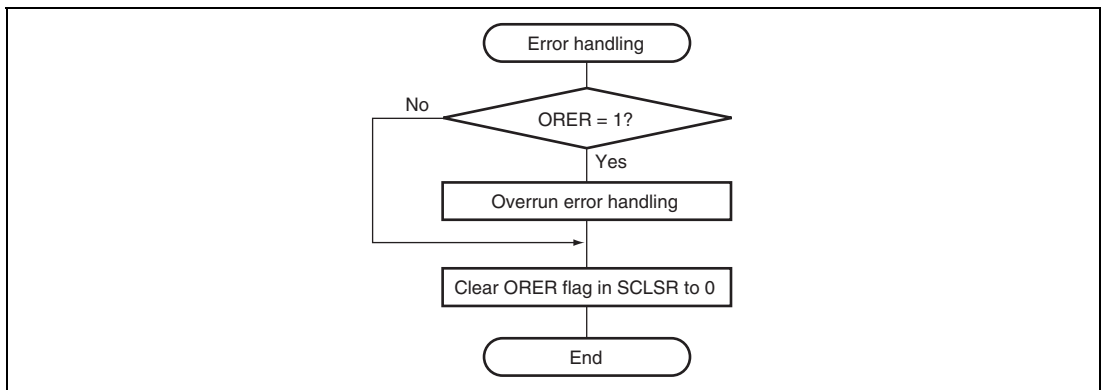 Error handling
No
ORER = 1?
Yes
Overrun error handling
Clear ORER flag in SCLSR to 0
End